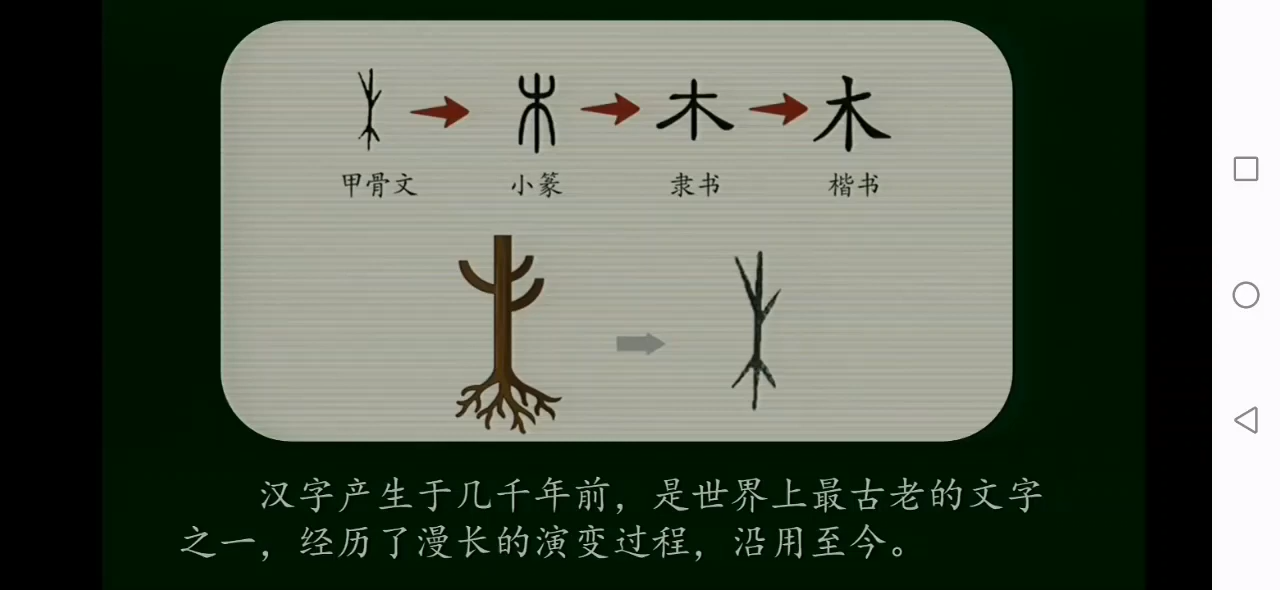 木 木 木
甲骨文 小篆 隶书 楷书
汉字产生于几千年前，是世界上最古老的文字
之一，经历了漫长的演变过程，沿用至今。